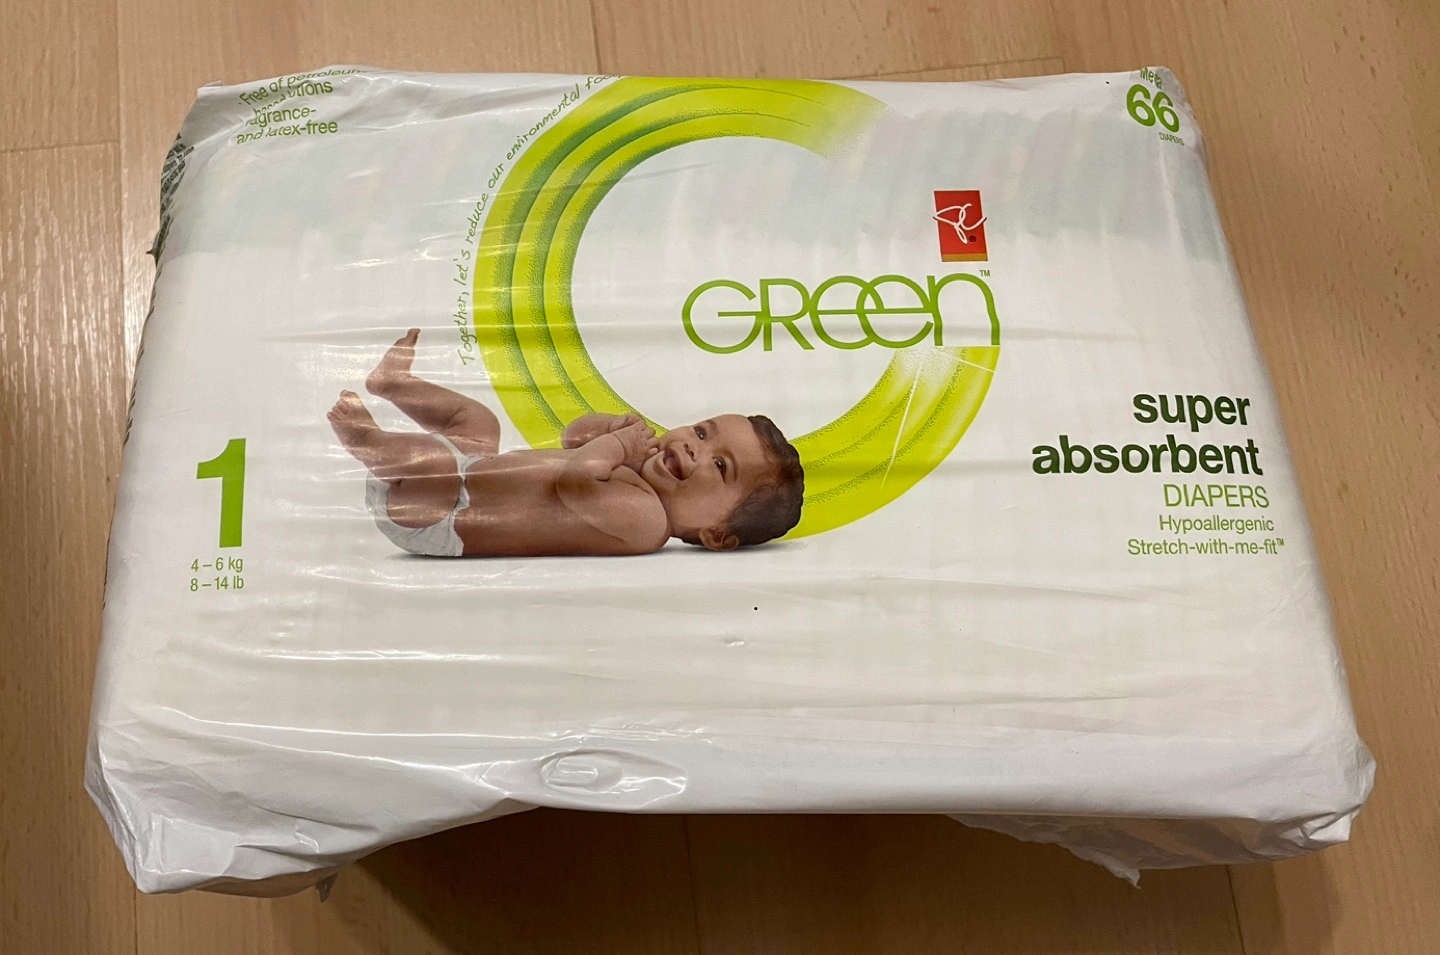 Free of petroleum
fragrance-
and latex-free
Together, let's reduce our environmental
66
DIAPERS
PC
GREEN™
super
absorbent
DIAPERS
Hypoallergenic
Stretch-with-me-fit™
1
4 – 6 kg
8 – 14 lb